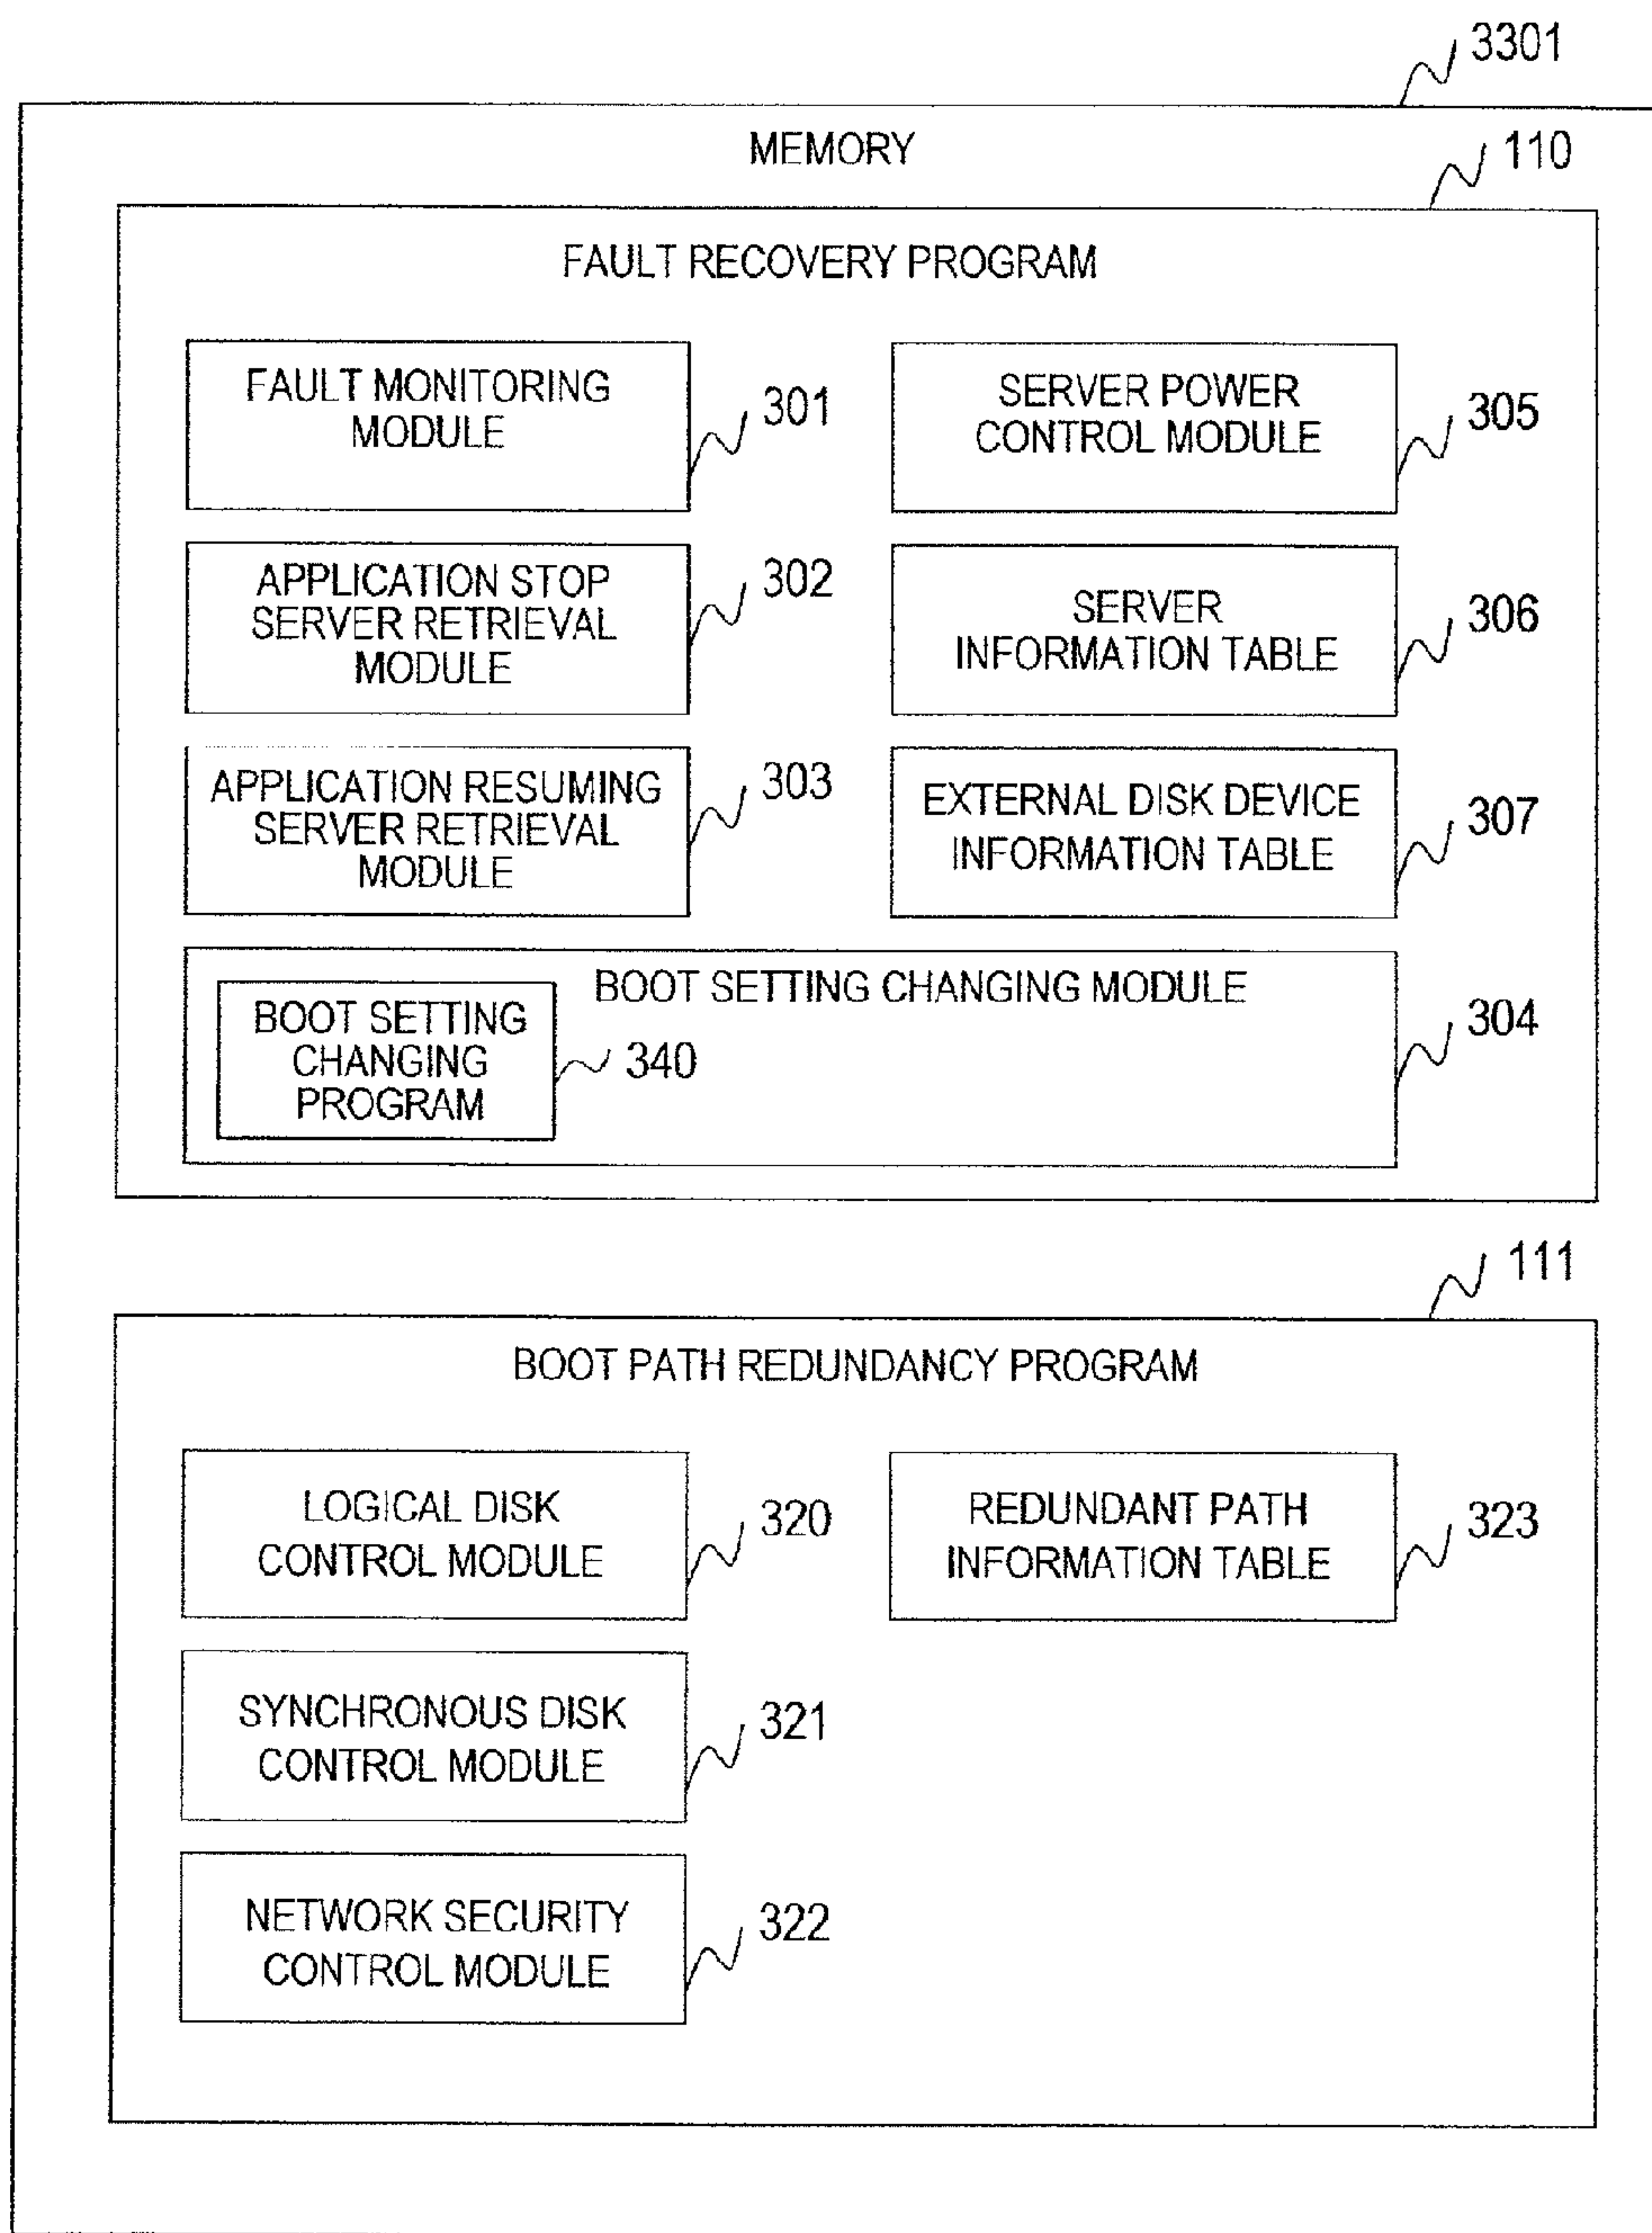 3301
MEMORY
110
FAULT RECOVERY PROGRAM
FAULT MONITORING
MODULE
301
SERVER POWER
CONTROL MODULE
305
APPLICATION STOP
SERVER RETRIEVAL
MODULE
302
SERVER
INFORMATION TABLE
306
APPLICATION RESUMING
SERVER RETRIEVAL
MODULE
303
EXTERNAL DISK DEVICE
INFORMATION TABLE
307
BOOT SETTING CHANGING MODULE
304
BOOT SETTING
CHANGING
PROGRAM
340
111
BOOT PATH REDUNDANCY PROGRAM
LOGICAL DISK
CONTROL MODULE
320
REDUNDANT PATH
INFORMATION TABLE
323
SYNCHRONOUS DISK
CONTROL MODULE
321
NETWORK SECURITY
CONTROL MODULE
322